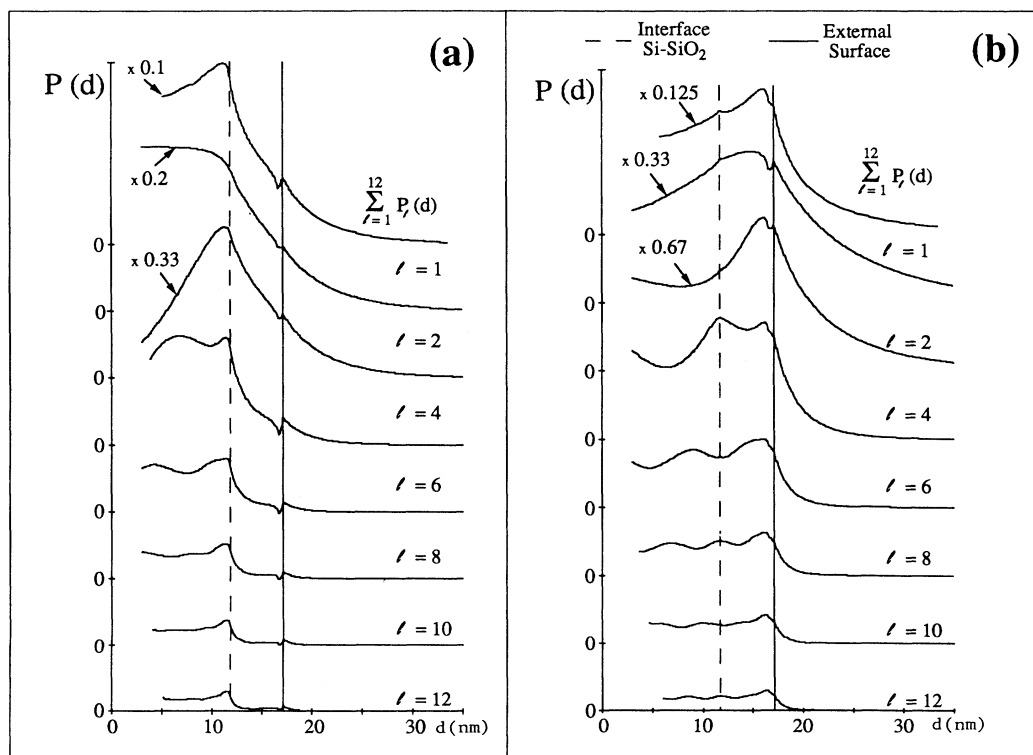 (a)
P (d)
x 0.1
x 0.2
x 0.33
12
∑ Pℓ (d)
ℓ = 1
0
ℓ = 1
0
ℓ = 2
0
ℓ = 4
0
ℓ = 6
0
ℓ = 8
0
ℓ = 10
0
ℓ = 12
0
0 10 20 30 d (nm)
Interface
Si-SiO₂
External
Surface
(b)
P (d)
x 0.125
x 0.33
x 0.67
12
∑ Pℓ (d)
ℓ = 1
0
ℓ = 1
0
ℓ = 2
0
ℓ = 4
0
ℓ = 6
0
ℓ = 8
0
ℓ = 10
0
ℓ = 12
0
0 10 20 30 d (nm)